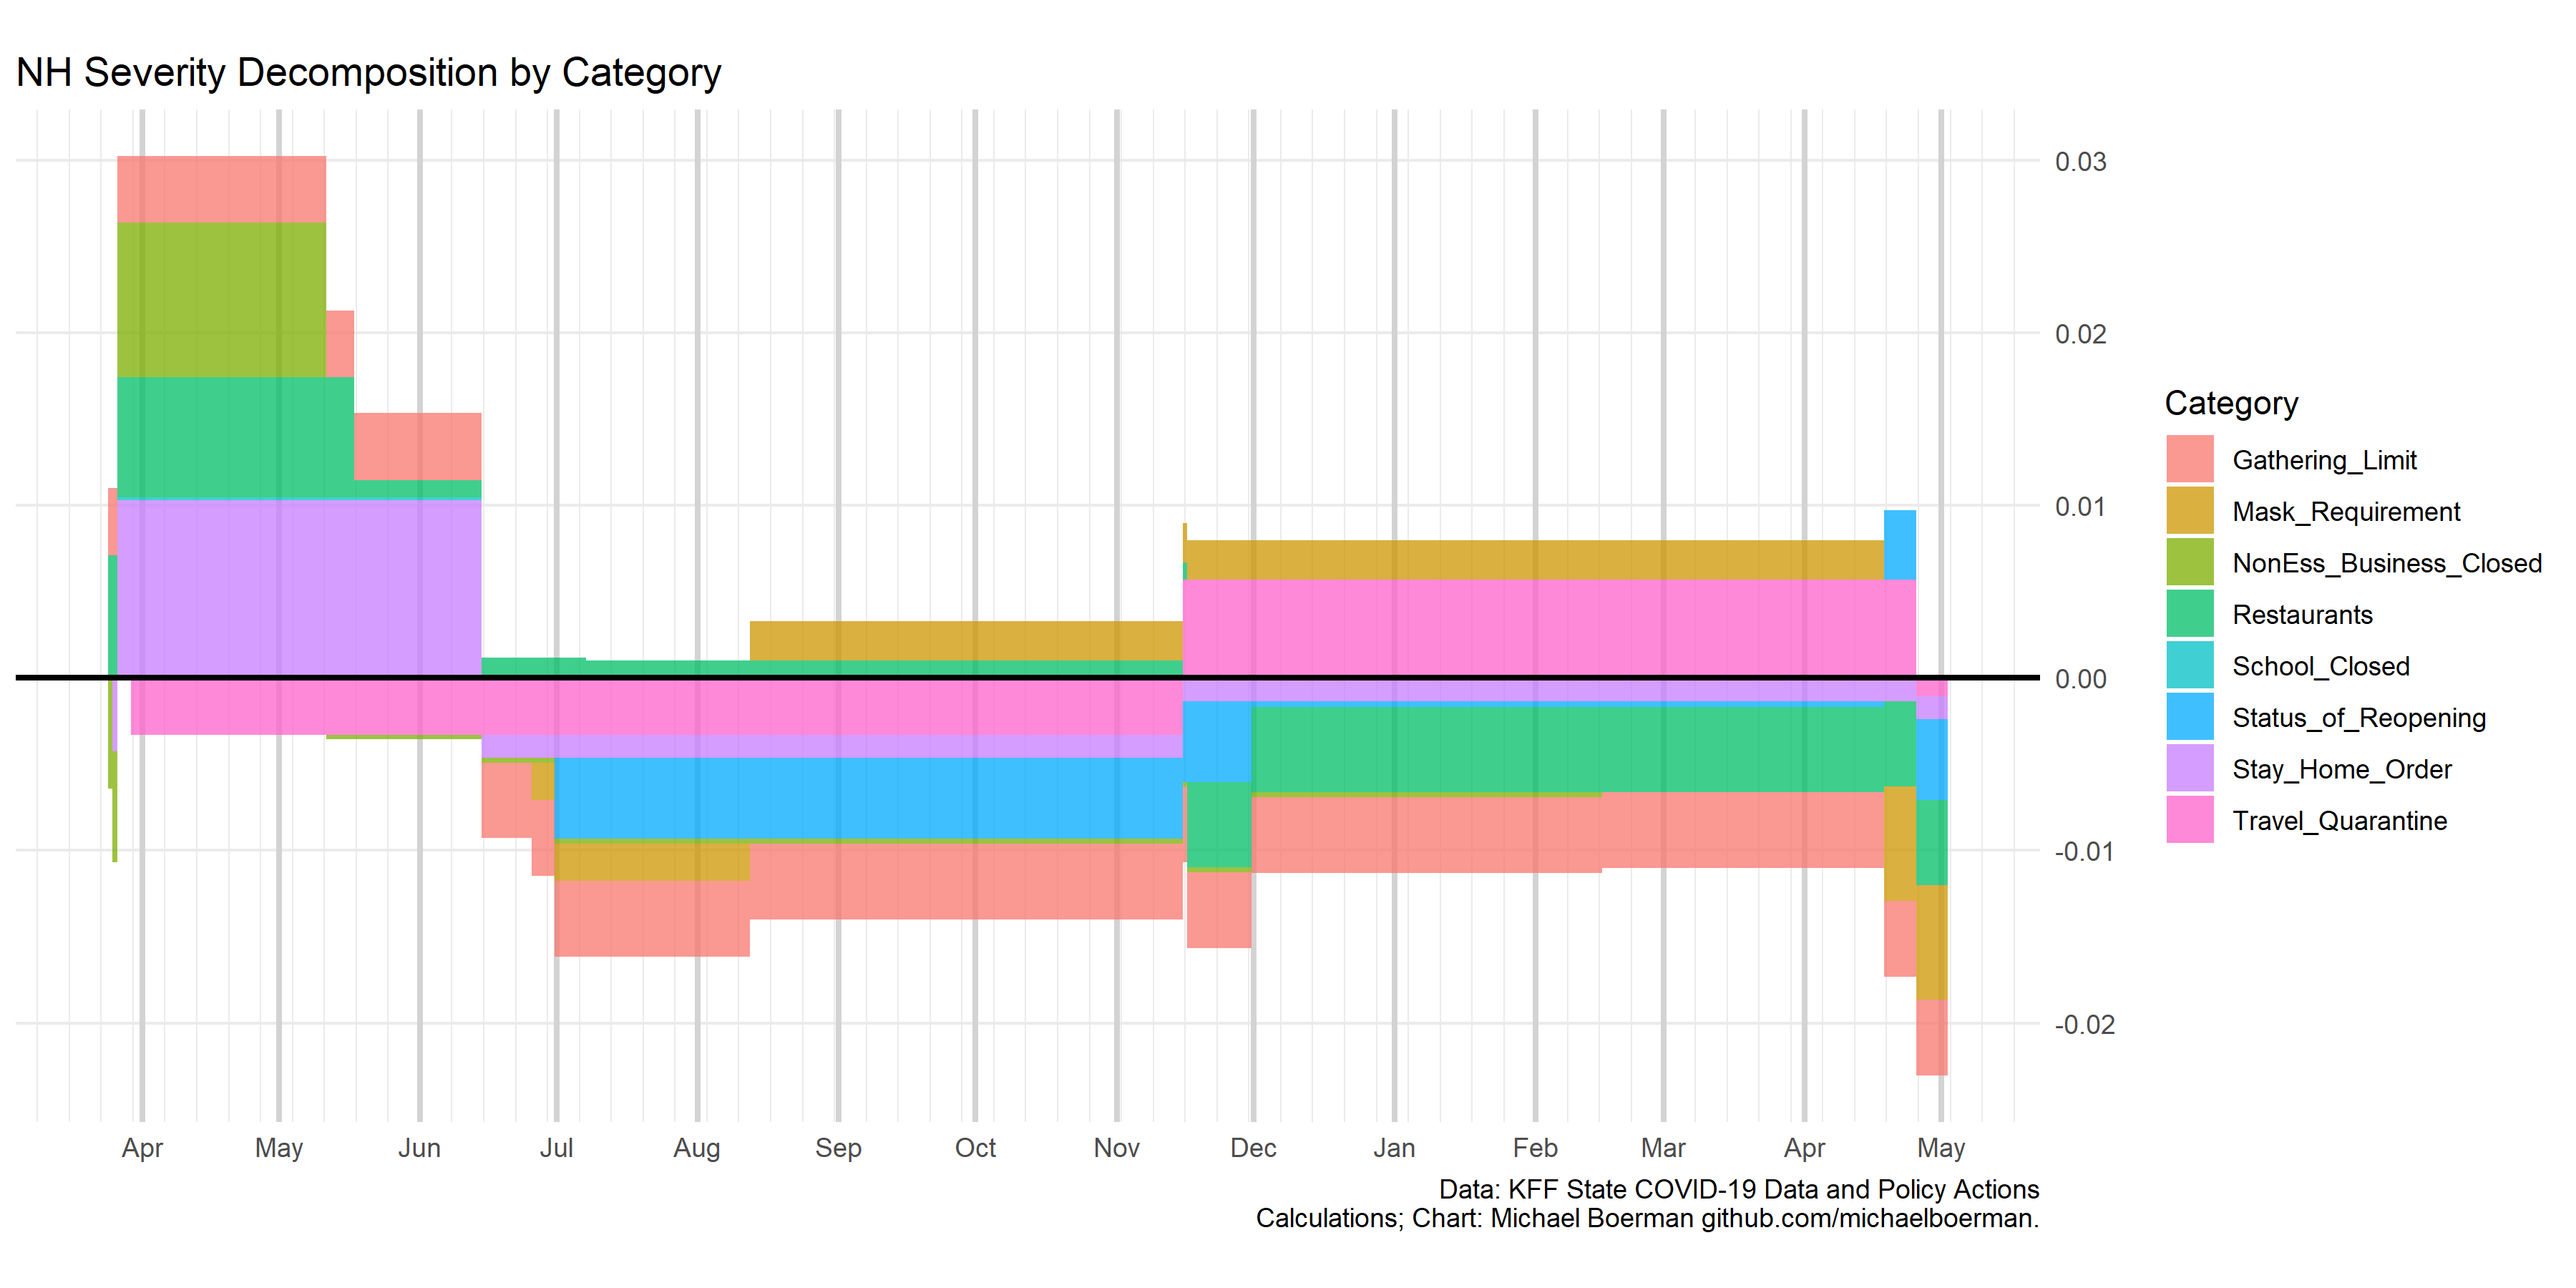 NH Severity Decomposition by Category
0.03
0.02
0.01
0.00
-0.01
-0.02
Apr May Jun Jul Aug Sep Oct Nov Dec Jan Feb Mar Apr May
Data: KFF State COVID-19 Data and Policy Actions
Calculations; Chart: Michael Boerman github.com/michaelboerman.
Category
Gathering_Limit
Mask_Requirement
NonEss_Business_Closed
Restaurants
School_Closed
Status_of_Reopening
Stay_Home_Order
Travel_Quarantine